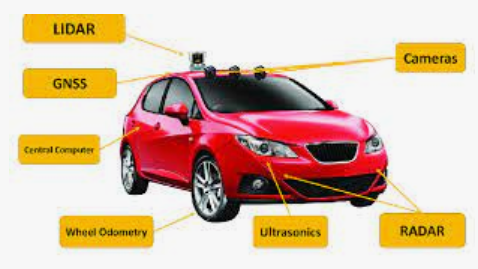 LIDAR
Cameras
GNSS
Central Computer
Wheel Odometry
Ultrasonics
RADAR